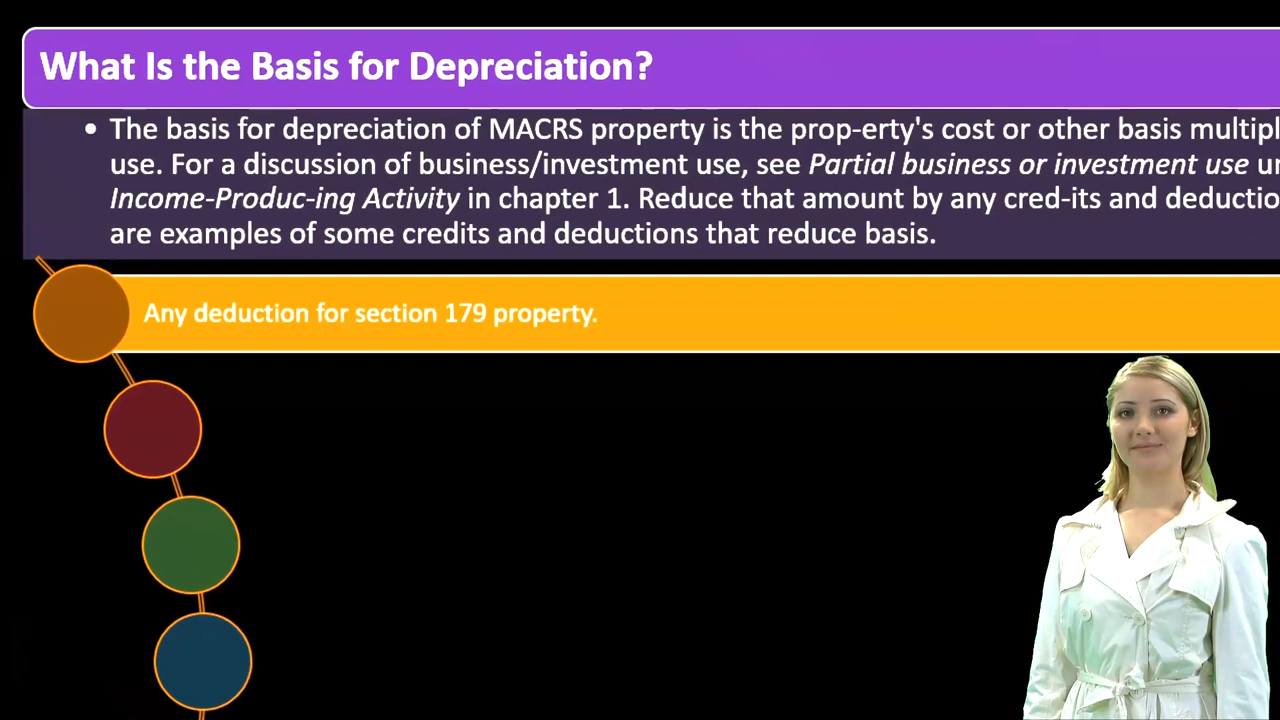 What Is the Basis for Depreciation?
• The basis for depreciation of MACRS property is the prop-erty's cost or other basis multipl
use. For a discussion of business/investment use, see Partial business or investment use
Income-Produc-ing Activity in chapter 1. Reduce that amount by any cred-its and deductio
are examples of some credits and deductions that reduce basis.
Any deduction for section 179 property.